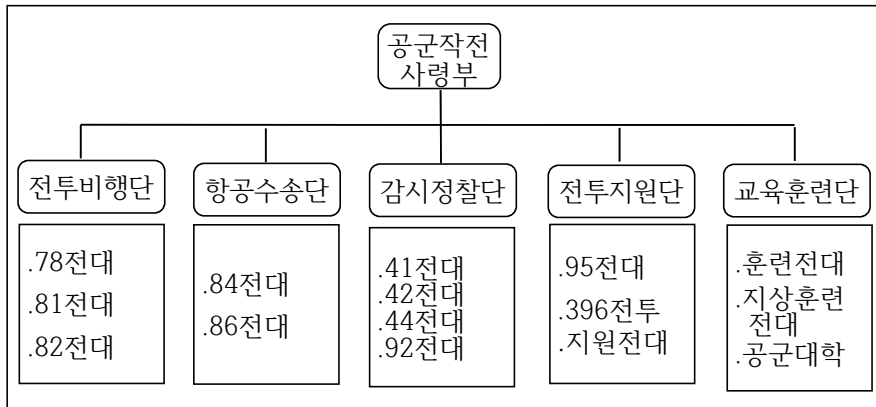 공군작전
사령부
전투비행단
항공수송단
감시정찰단
전투지원단
교육훈련단
.78전대
.81전대
.82전대
.84전대
.86전대
.41전대
.42전대
.44전대
.92전대
.95전대
.396전투
.지원전대
.훈련전대
.지상훈련
전대
.공군대학